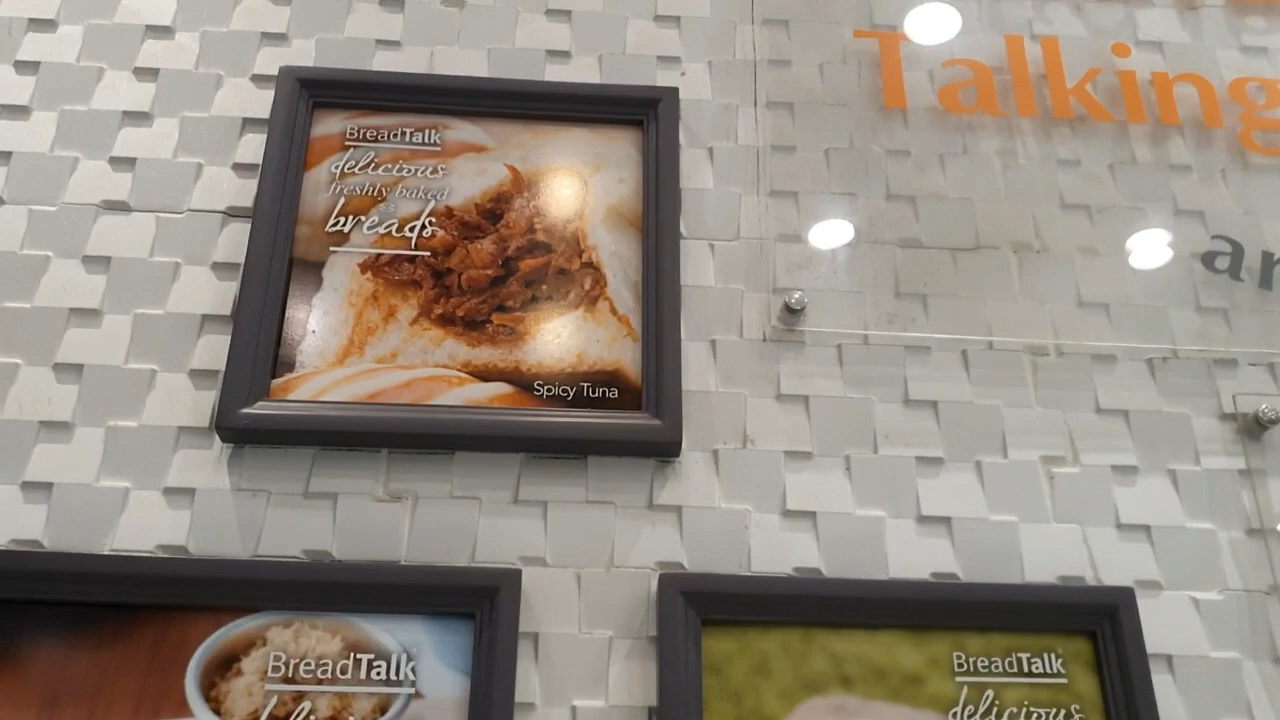 Talking
BreadTalk
delicious
freshly baked
breads
Spicy Tuna
BreadTalk
BreadTalk
delicious